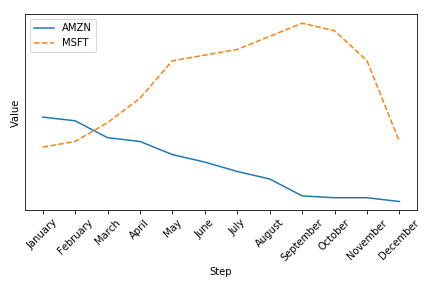 AMZN
MSFT
Value
January
February
March
April
May
June
July
August
September
October
November
December
Step